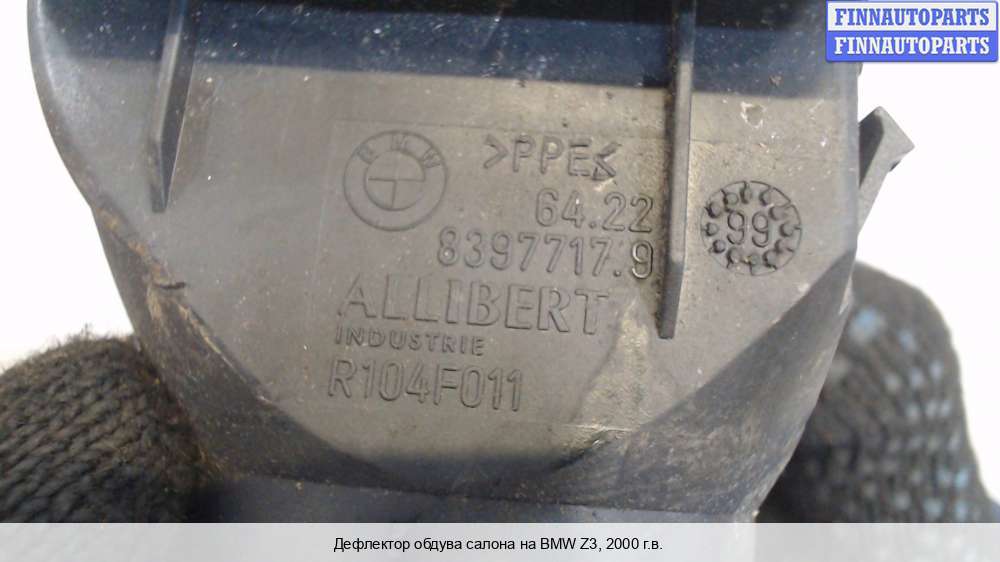 FINNAUTOPARTS
FINNAUTOPARTS
BMW
>PPE<
64.22
8397717.9
99
ALLIBERT
INDUSTRIE
R104F011
Дефлектор обдува салона на BMW Z3, 2000 г.в.